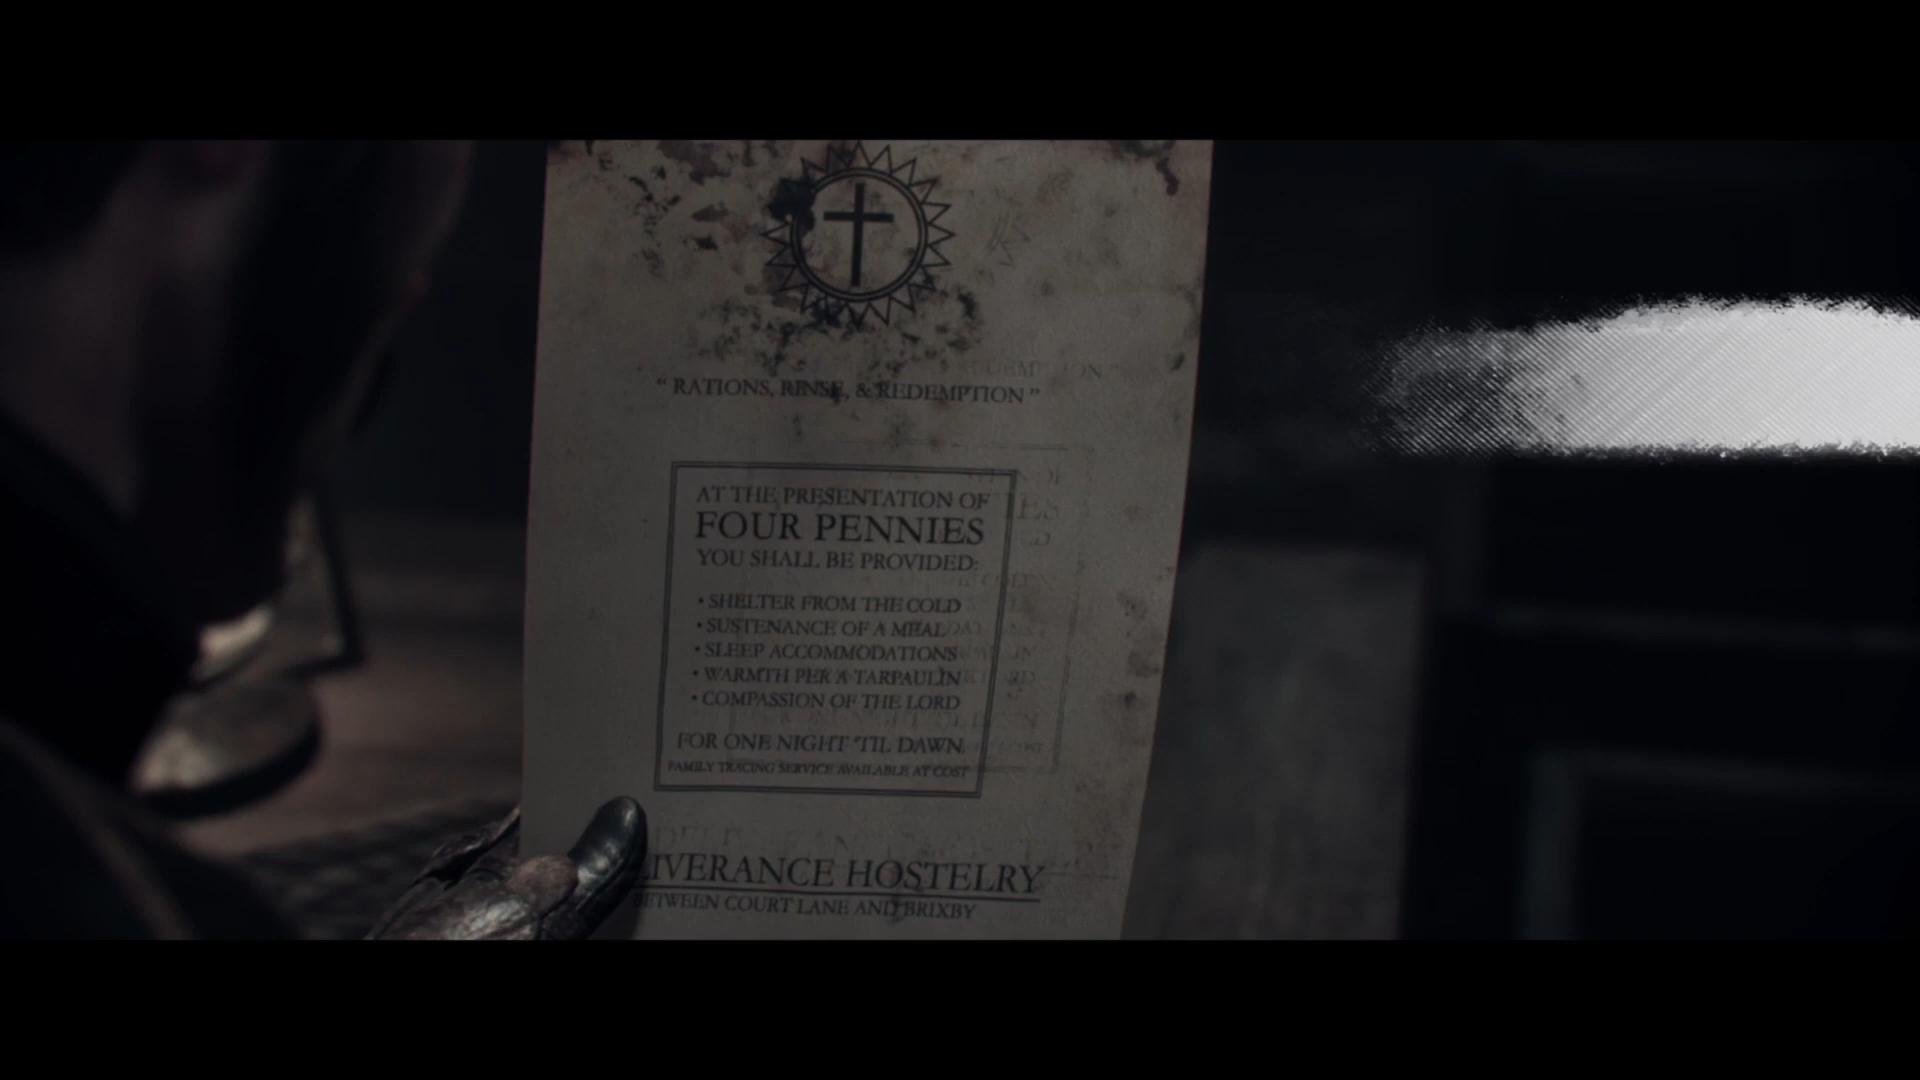 “ RATIONS, RINSE, & REDEMPTION ”
AT THE PRESENTATION OF
FOUR PENNIES
YOU SHALL BE PROVIDED:
• SHELTER FROM THE COLD
• SUSTENANCE OF A MEAL
• SLEEP ACCOMMODATIONS
• WARMTH PER A TARPAULIN
• COMPASSION OF THE LORD
FOR ONE NIGHT 'TIL DAWN
FAMILY TRACING SERVICE AVAILABLE AT COST
LIVERANCE HOSTELRY
BETWEEN COURT LANE AND BRIXBY